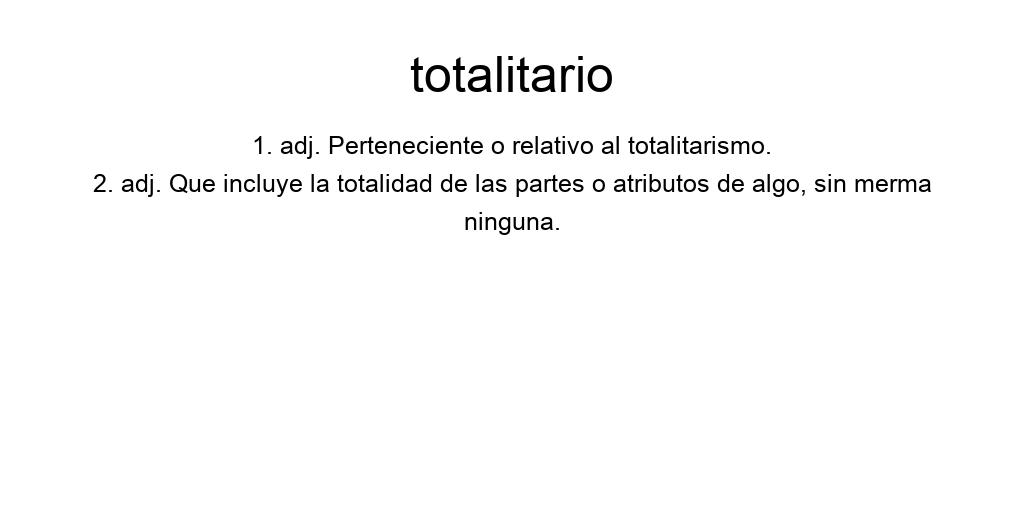 totalitario
1. adj. Perteneciente o relativo al totalitarismo.
2. adj. Que incluye la totalidad de las partes o atributos de algo, sin merma
ninguna.